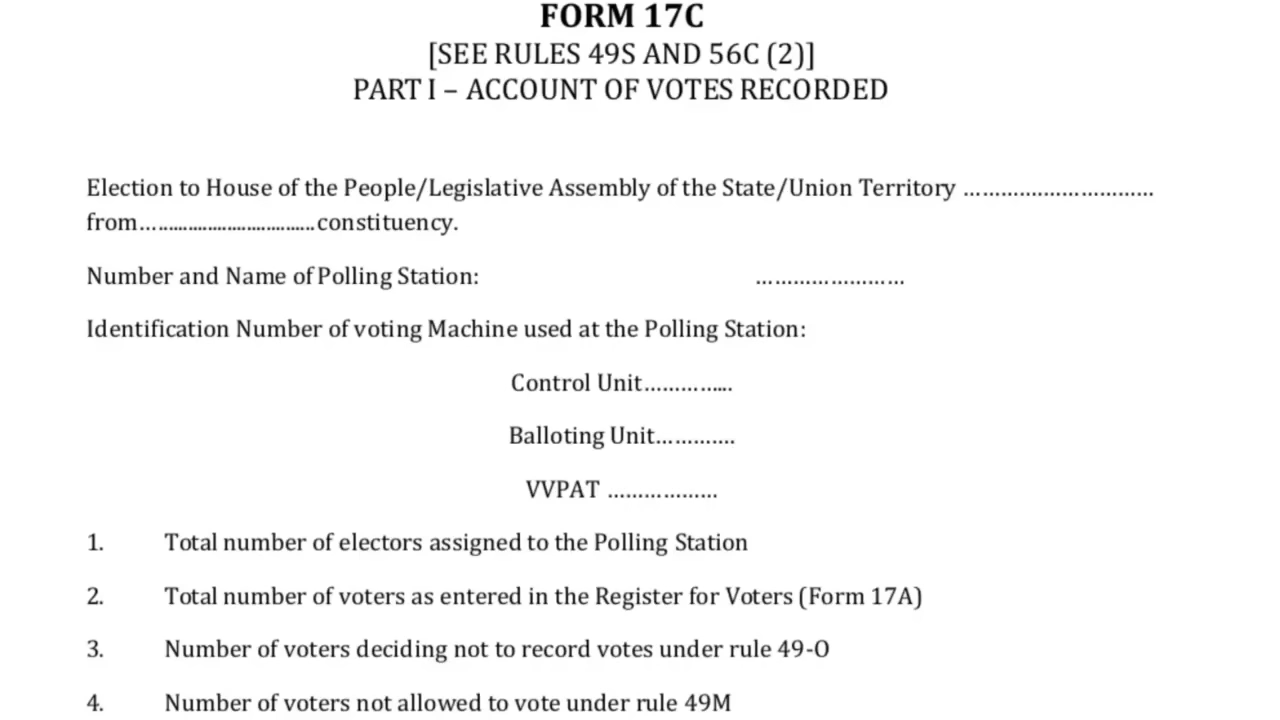 FORM 17C
[SEE RULES 49S AND 56C (2)]
PART I – ACCOUNT OF VOTES RECORDED
Election to House of the People/Legislative Assembly of the State/Union Territory ................................
from....................................constituency.
Number and Name of Polling Station: ........................
Identification Number of voting Machine used at the Polling Station:
Control Unit...............
Balloting Unit.............
VVPAT ..................
1. Total number of electors assigned to the Polling Station
2. Total number of voters as entered in the Register for Voters (Form 17A)
3. Number of voters deciding not to record votes under rule 49-O
4. Number of voters not allowed to vote under rule 49M